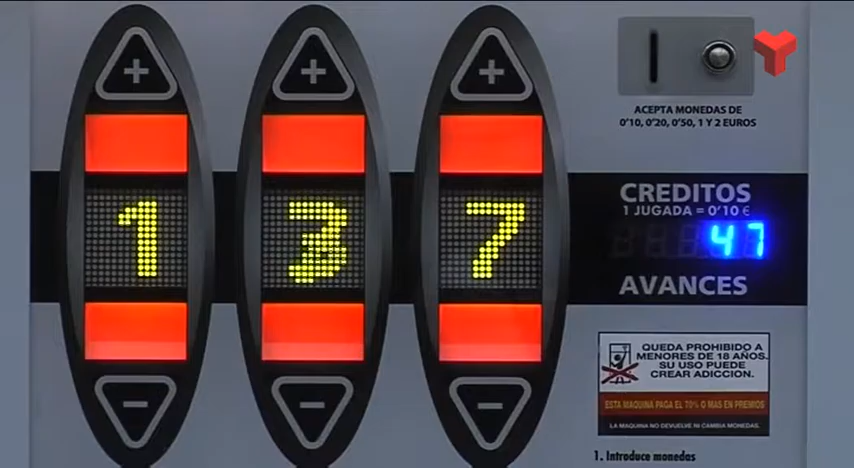 + + +
ACEPTA MONEDAS DE
0'10, 0'20, 0'50, 1 Y 2 EUROS
1 3 7
CREDITOS
1 JUGADA = 0'10 €
47
AVANCES
QUEDA PROHIBIDO A
MENORES DE 18 AÑOS.
SU USO PUEDE
CREAR ADICCION.
ESTA MAQUINA PAGA EL 70% O MAS EN PREMIOS
LA MAQUINA NO DEVUELVE NI CAMBIA MONEDAS.
- - -
1. Introduce monedas